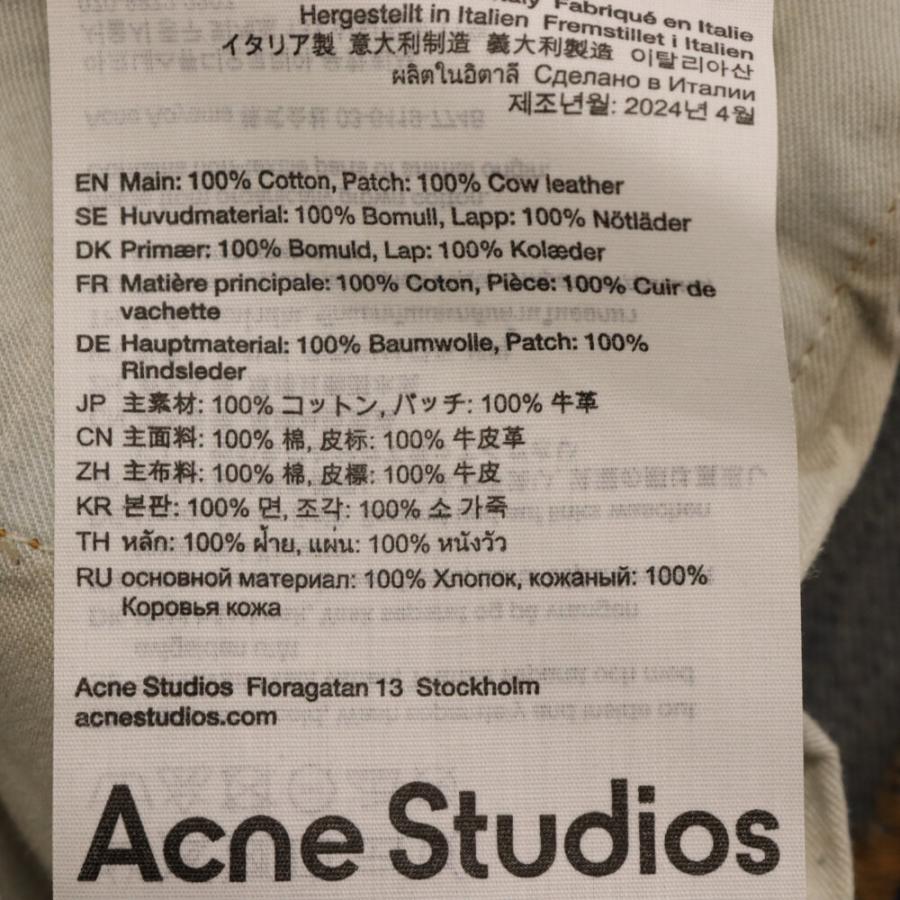 Fabriqué en Italie
Hergestellt in Italien Fremstillet i Italien
イタリア製 意大利制造 義大利製造 이탈리아산
ผลิตในอิตาลี Сделано в Италии
제조년월: 2024년 4월
EN Main: 100% Cotton, Patch: 100% Cow leather
SE Huvudmaterial: 100% Bomull, Lapp: 100% Nötläder
DK Primær: 100% Bomuld, Lap: 100% Kolæder
FR Matière principale: 100% Coton, Pièce: 100% Cuir de
vachette
DE Hauptmaterial: 100% Baumwolle, Patch: 100%
Rindsleder
JP 主素材: 100% コットン, パッチ: 100% 牛革
CN 主面料: 100% 棉, 皮标: 100% 牛皮革
ZH 主布料: 100% 棉, 皮標: 100% 牛皮
KR 본판: 100% 면, 조각: 100% 소 가죽
TH หลัก: 100% ฝ้าย, แผ่น: 100% หนังวัว
RU основной материал: 100% Хлопок, кожаный: 100%
Коровья кожа
Acne Studios Floragatan 13 Stockholm
acnestudios.com
Acne Studios